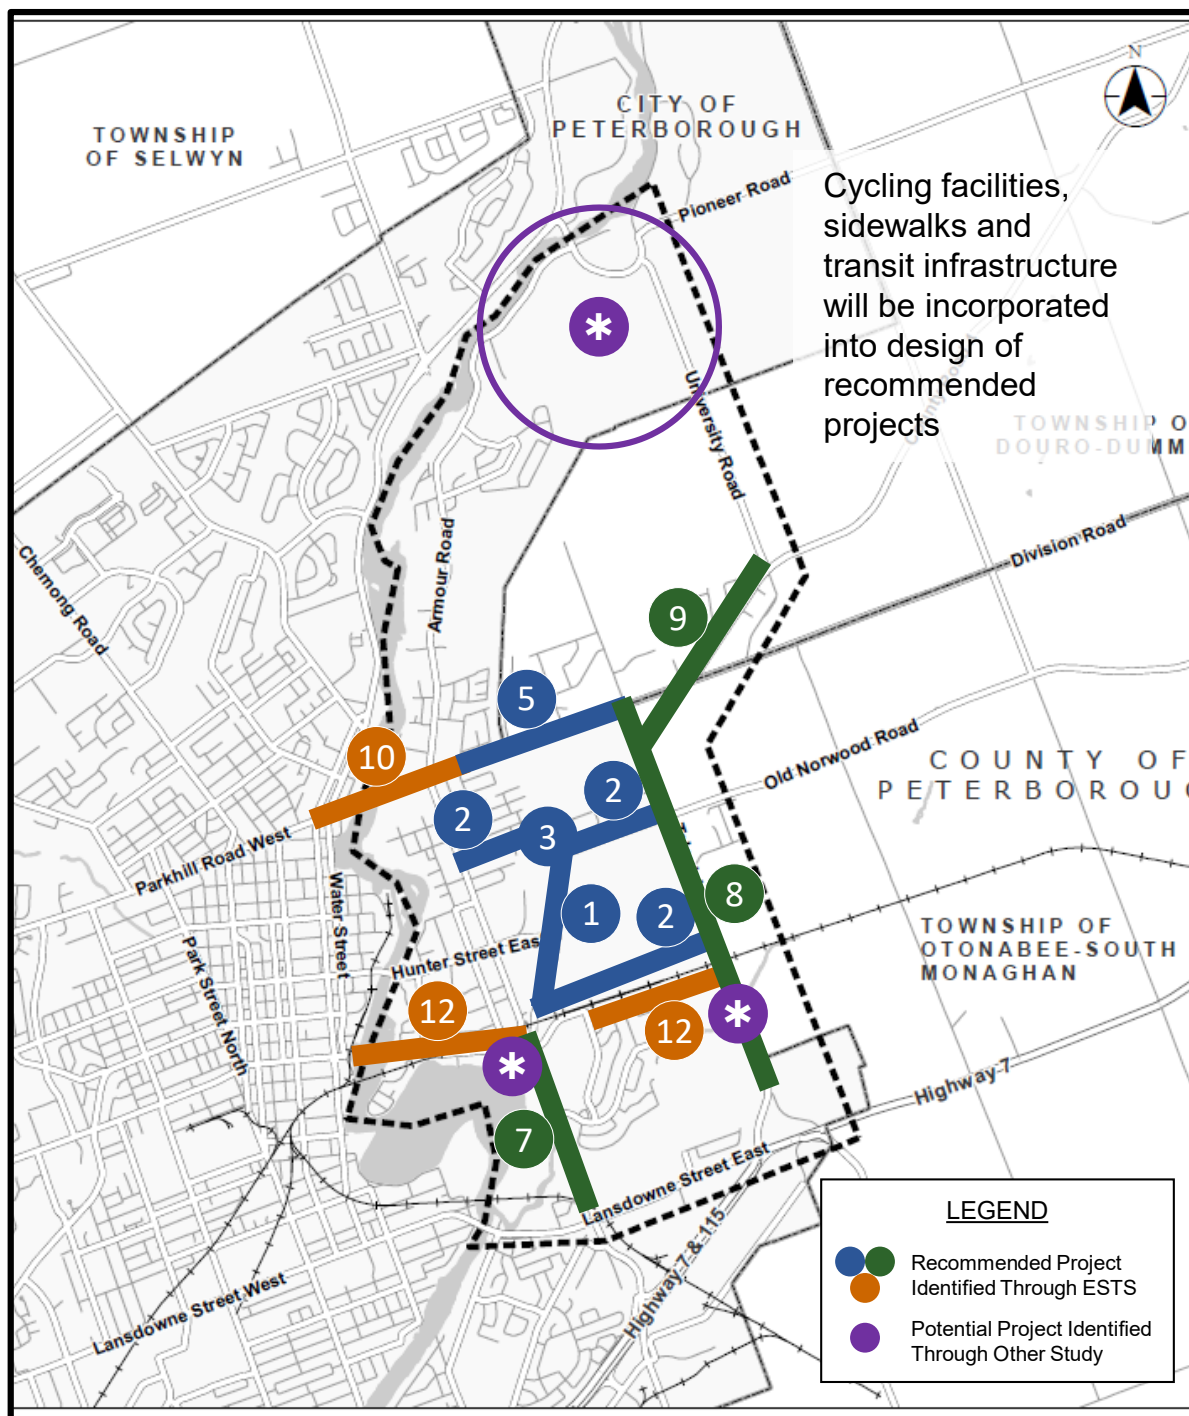 N
CITY OF
PETERBOROUGH
TOWNSHIP
OF SELWYN
Pioneer Road
Cycling facilities,
sidewalks and
transit infrastructure
will be incorporated
into design of
recommended
projects
*
University Road
TOWNSHIP O
DOURO-DUMM
Division Road
Chemong Road
Armour Road
9
5
10
2
2
3
Old Norwood Road
COUNTY OF
PETERBOROUG
Parkhill Road West
Water Street
8
1
2
TOWNSHIP OF
OTONABEE-SOUTH
MONAGHAN
Hunter Street Eas
Park Street North
12
12
*
*
7
Highway 7
Lansdowne Street East
Highway 7 & 115
Lansdowne Street West
LEGEND
Recommended Project
Identified Through ESTS
Potential Project Identified
Through Other Study